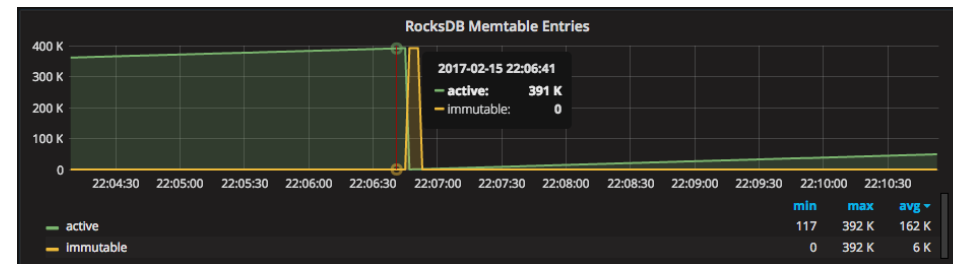 RocksDB Memtable Entries
400 K
300 K
200 K
100 K
0
2017-02-15 22:06:41
active: 391 K
immutable: 0
22:04:30 22:05:00 22:05:30 22:06:00 22:06:30 22:07:00 22:07:30 22:08:00 22:08:30 22:09:00 22:09:30 22:10:00 22:10:30
min max avg
active 117 392 K 162 K
immutable 0 392 K 6 K